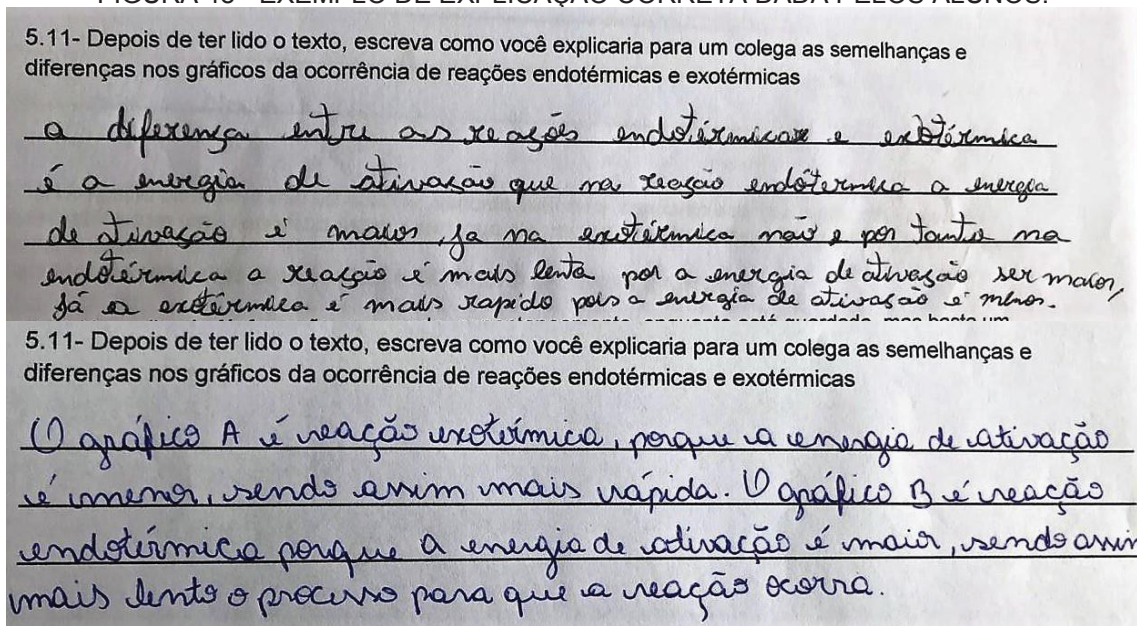 FIGURA 15 - EXEMPLO DE EXPLICAÇÃO CORRETA DADA PELOS ALUNOS.
5.11- Depois de ter lido o texto, escreva como você explicaria para um colega as semelhanças e
diferenças nos gráficos da ocorrência de reações endotérmicas e exotérmicas
a diferença entre as reações endotérmicas e exotérmica
é a energia de ativação que na reação endotérmica a energia
de ativação é maior, ja na exotérmica não e por tanto na
endotérmica a reação é mais lenta por a energia de ativação ser maior,
já a exotérmica é mais rapido pois a energia de ativação é menor.
5.11- Depois de ter lido o texto, escreva como você explicaria para um colega as semelhanças e
diferenças nos gráficos da ocorrência de reações endotérmicas e exotérmicas
O gráfico A é reação exotérmica, porque a energia de ativação
é menor, sendo assim mais rápida. O gráfico B é reação
endotérmica porque a energia de ativação é maior, sendo assim
mais lento o processo para que a reação ocorra.